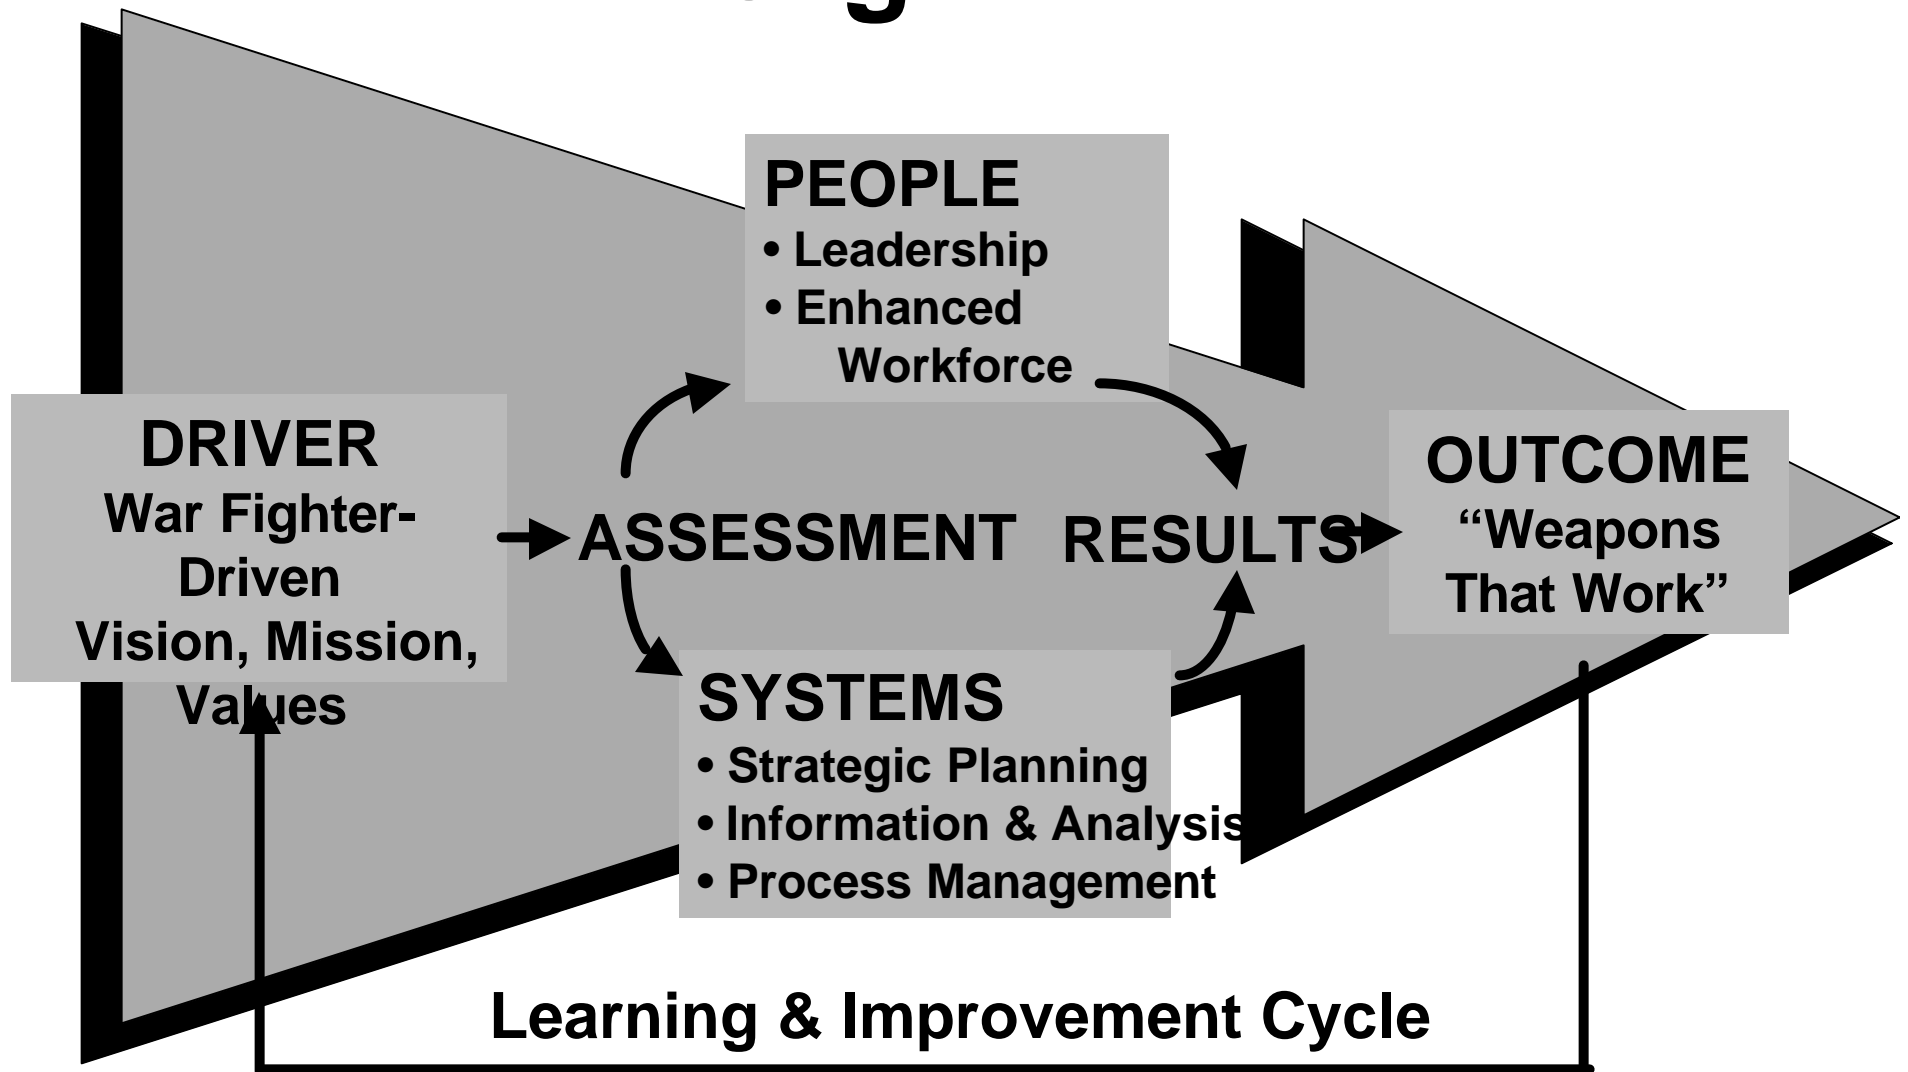 PEOPLE
• Leadership
• Enhanced
Workforce
DRIVER
War Fighter-
Driven
Vision, Mission,
Values
ASSESSMENT
RESULTS
OUTCOME
“Weapons
That Work”
SYSTEMS
• Strategic Planning
• Information & Analysis
• Process Management
Learning & Improvement Cycle